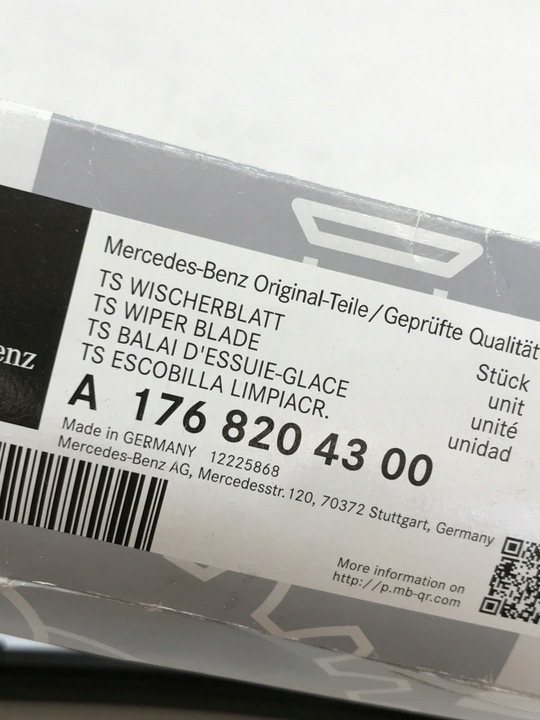 Mercedes-Benz Original-Teile/Geprüfte Qualität
TS WISCHERBLATT
TS WIPER BLADE
TS BALAI D'ESSUIE-GLACE
TS ESCOBILLA LIMPIACR.
Stück
unit
unité
unidad
enz
A 176 820 43 00
Made in GERMANY 12225868
Mercedes-Benz AG, Mercedesstr.120, 70372 Stuttgart, Germany
More information on
http://p.mb-qr.com